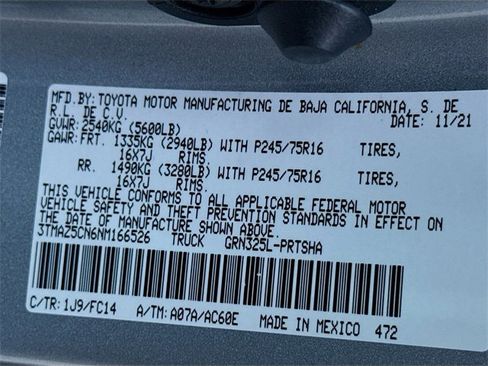 MFD.BY: TOYOTA MOTOR MANUFACTURING DE BAJA CALIFORNIA, S. DE
R.L. DE C.V. DATE: 11/21
GVWR: 2540KG (5600LB)
GAWR: FRT. 1335KG (2940LB) WITH P245/75R16 TIRES,
16X7J RIMS.
RR. 1490KG (3280LB) WITH P245/75R16 TIRES,
16X7J RIMS.
THIS VEHICLE CONFORMS TO ALL APPLICABLE FEDERAL MOTOR
VEHICLE SAFETY AND THEFT PREVENTION STANDARDS IN EFFECT ON
THE DATE OF MANUFACTURE SHOWN ABOVE.
3TMAZ5CN6NM166526 TRUCK GRN325L-PRTSHA
C/TR: 1J9/FC14 A/TM: A07A/AC60E MADE IN MEXICO 472